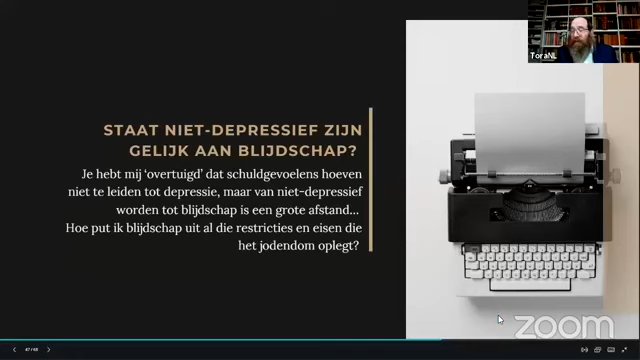 ToraNL
STAAT NIET-DEPRESSIEF ZIJN
GELIJK AAN BLIJDSCHAP?
Je hebt mij ‘overtuigd’ dat schuldgevoelens hoeven
niet te leiden tot depressie, maar van niet-depressief
worden tot blijdschap is een grote afstand...
Hoe put ik blijdschap uit al die restricties en eisen die
het jodendom oplegt?
zoom
47 / 68